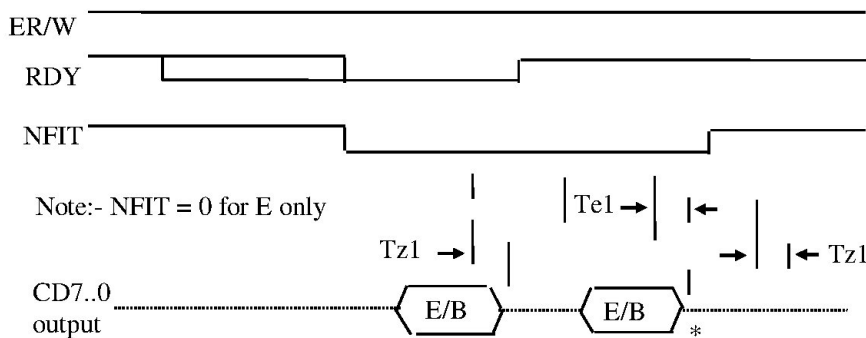 ER/W
RDY
NFIT
Note:- NFIT = 0 for E only
Te1
Tz1
Tz1
CD7..0
output
E/B
E/B
*